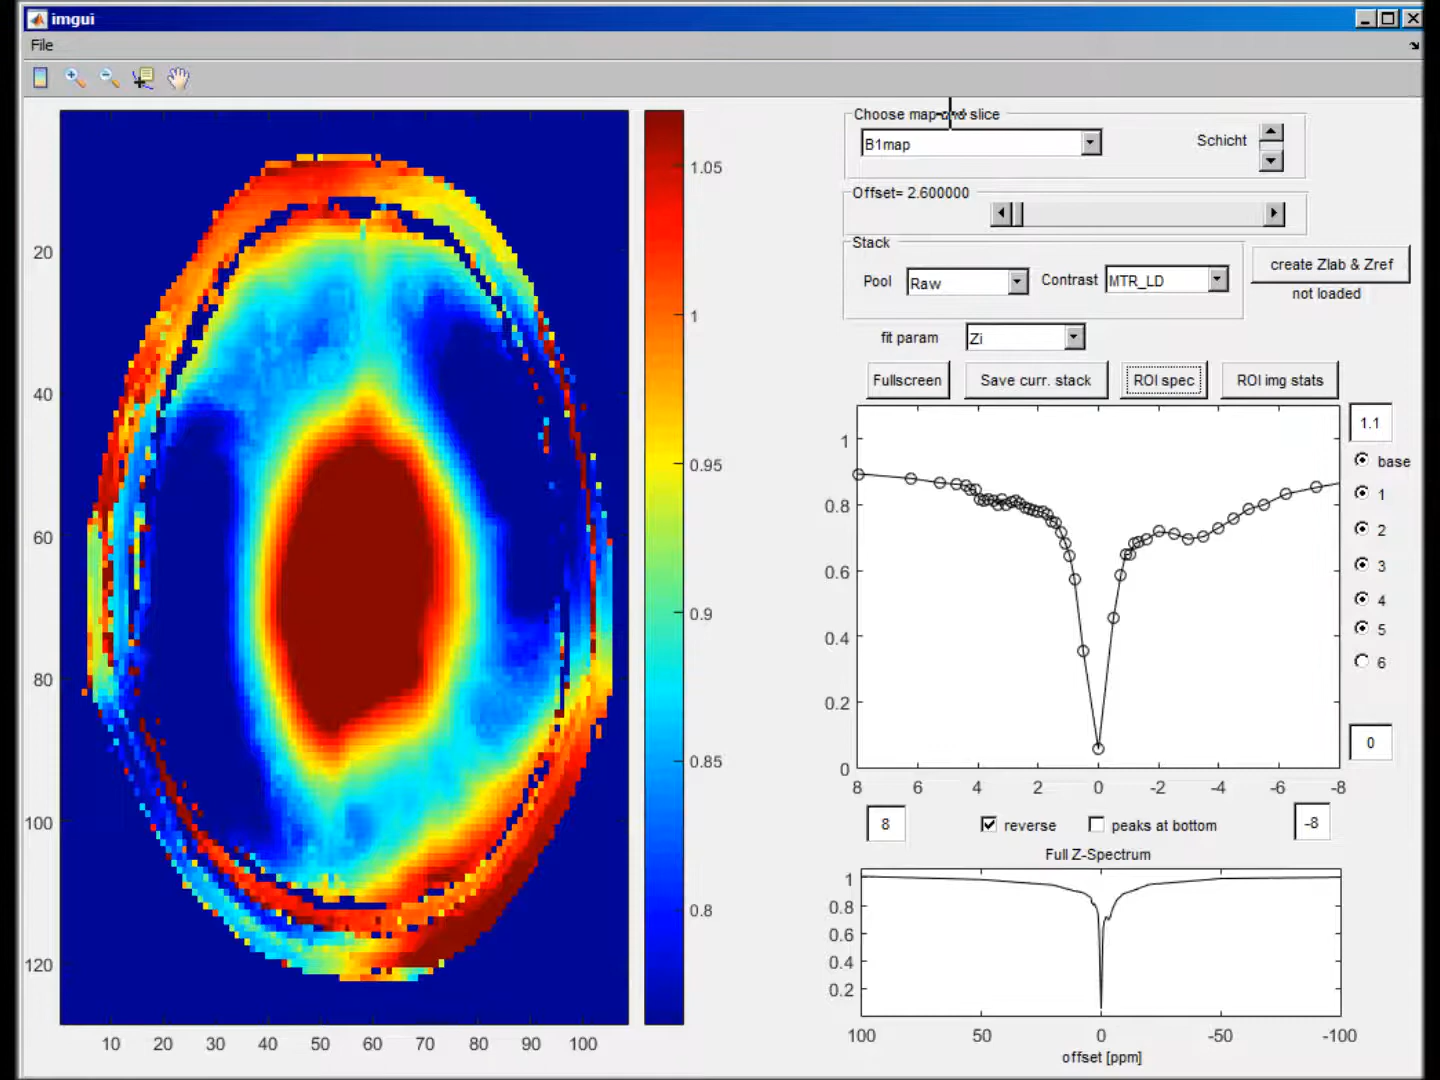 imgui
File
Choose map and slice
B1map
Schicht
Offset= 2.600000
Stack
Pool
Raw
Contrast
MTR_LD
create Zlab & Zref
not loaded
fit param
Zi
Fullscreen
Save curr. stack
ROI spec
ROI img stats
1.1
base
1
2
3
4
5
6
0
1
0.8
0.6
0.4
0.2
0
8 6 4 2 0 -2 -4 -6 -8
8
reverse
peaks at bottom
-8
Full Z-Spectrum
1
0.8
0.6
0.4
0.2
100 50 0 -50 -100
offset [ppm]
20
40
60
80
100
120
10 20 30 40 50 60 70 80 90 100
1.05
1
0.95
0.9
0.85
0.8